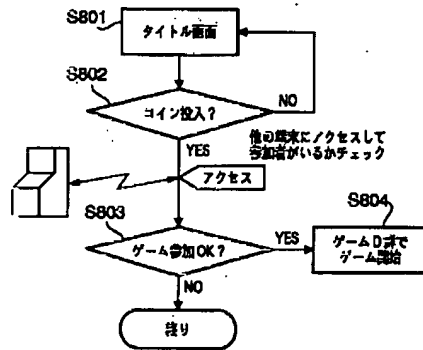 S801
タイトル画面
S802
コイン投入?
NO
YES
他の端末にアクセスして
参加者がいるかチェック
アクセス
S803
S804
ゲーム参加OK?
YES
ゲームD群で
ゲーム開始
NO